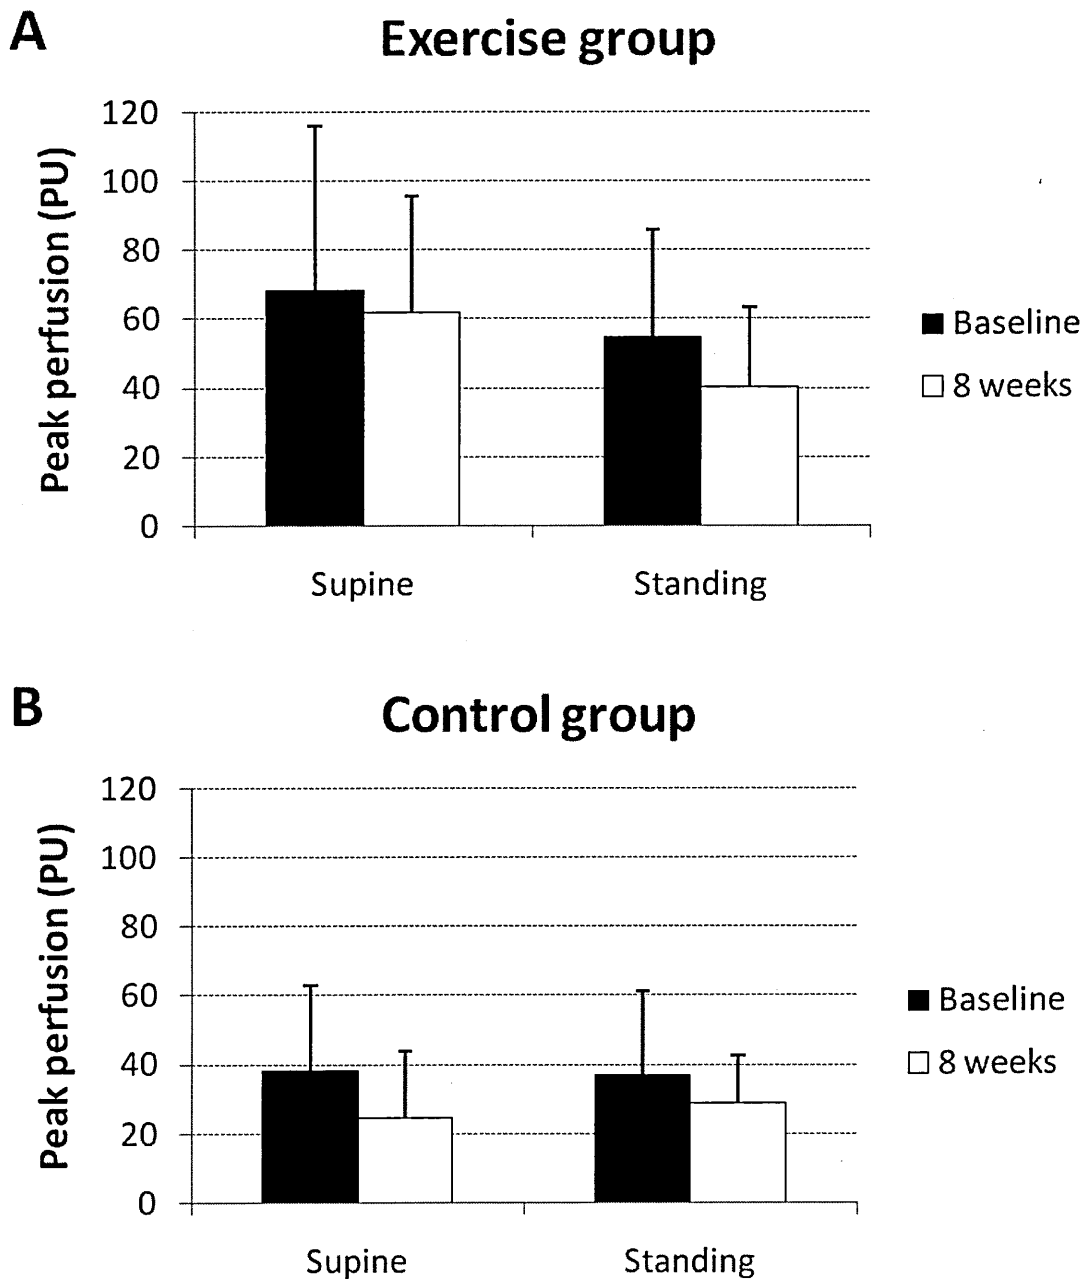 A
Exercise group
Peak perfusion (PU)
120
100
80
60
40
20
0
Supine
Standing
Baseline
8 weeks
B
Control group
Peak perfusion (PU)
120
100
80
60
40
20
0
Supine
Standing
Baseline
8 weeks